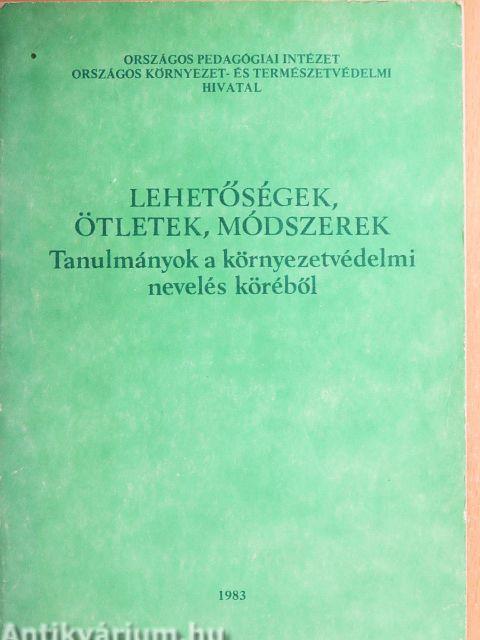 ORSZÁGOS PEDAGÓGIAI INTÉZET
ORSZÁGOS KÖRNYEZET- ÉS TERMÉSZETVÉDELMI
HIVATAL
LEHETŐSÉGEK,
ÖTLETEK, MÓDSZEREK
Tanulmányok a környezetvédelmi
nevelés köréből
1983
Antikvárium.hu